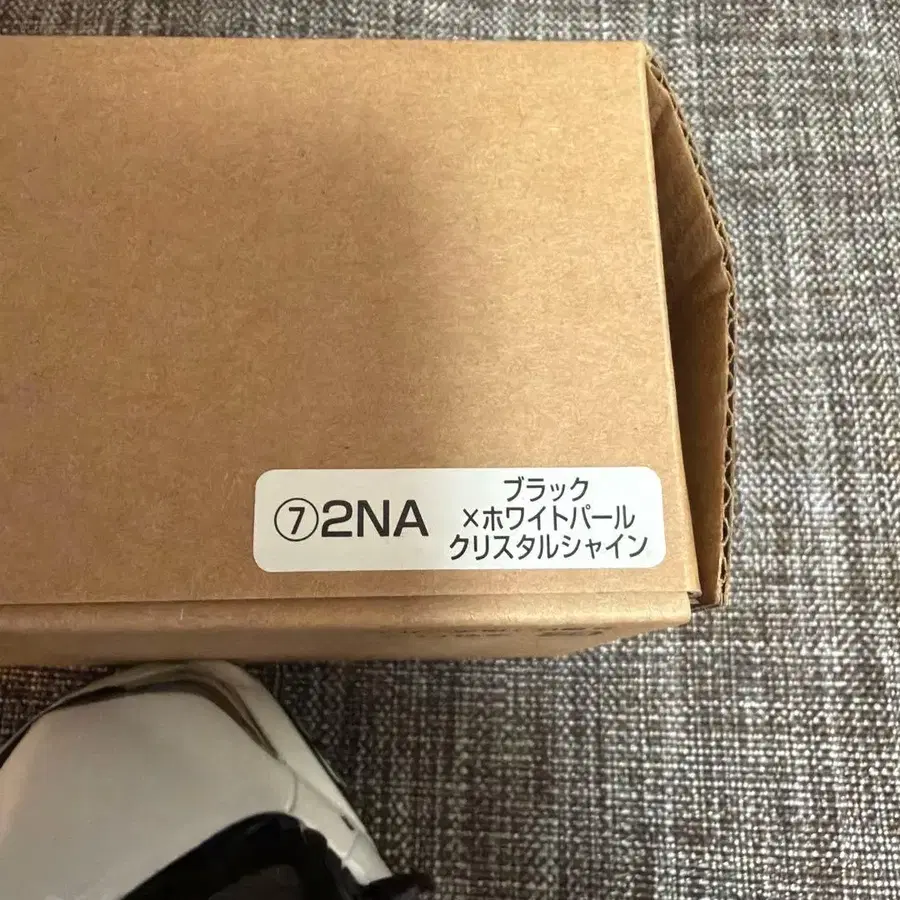 ⑦2NA
ブラック
×ホワイトパール
クリスタルシャイン